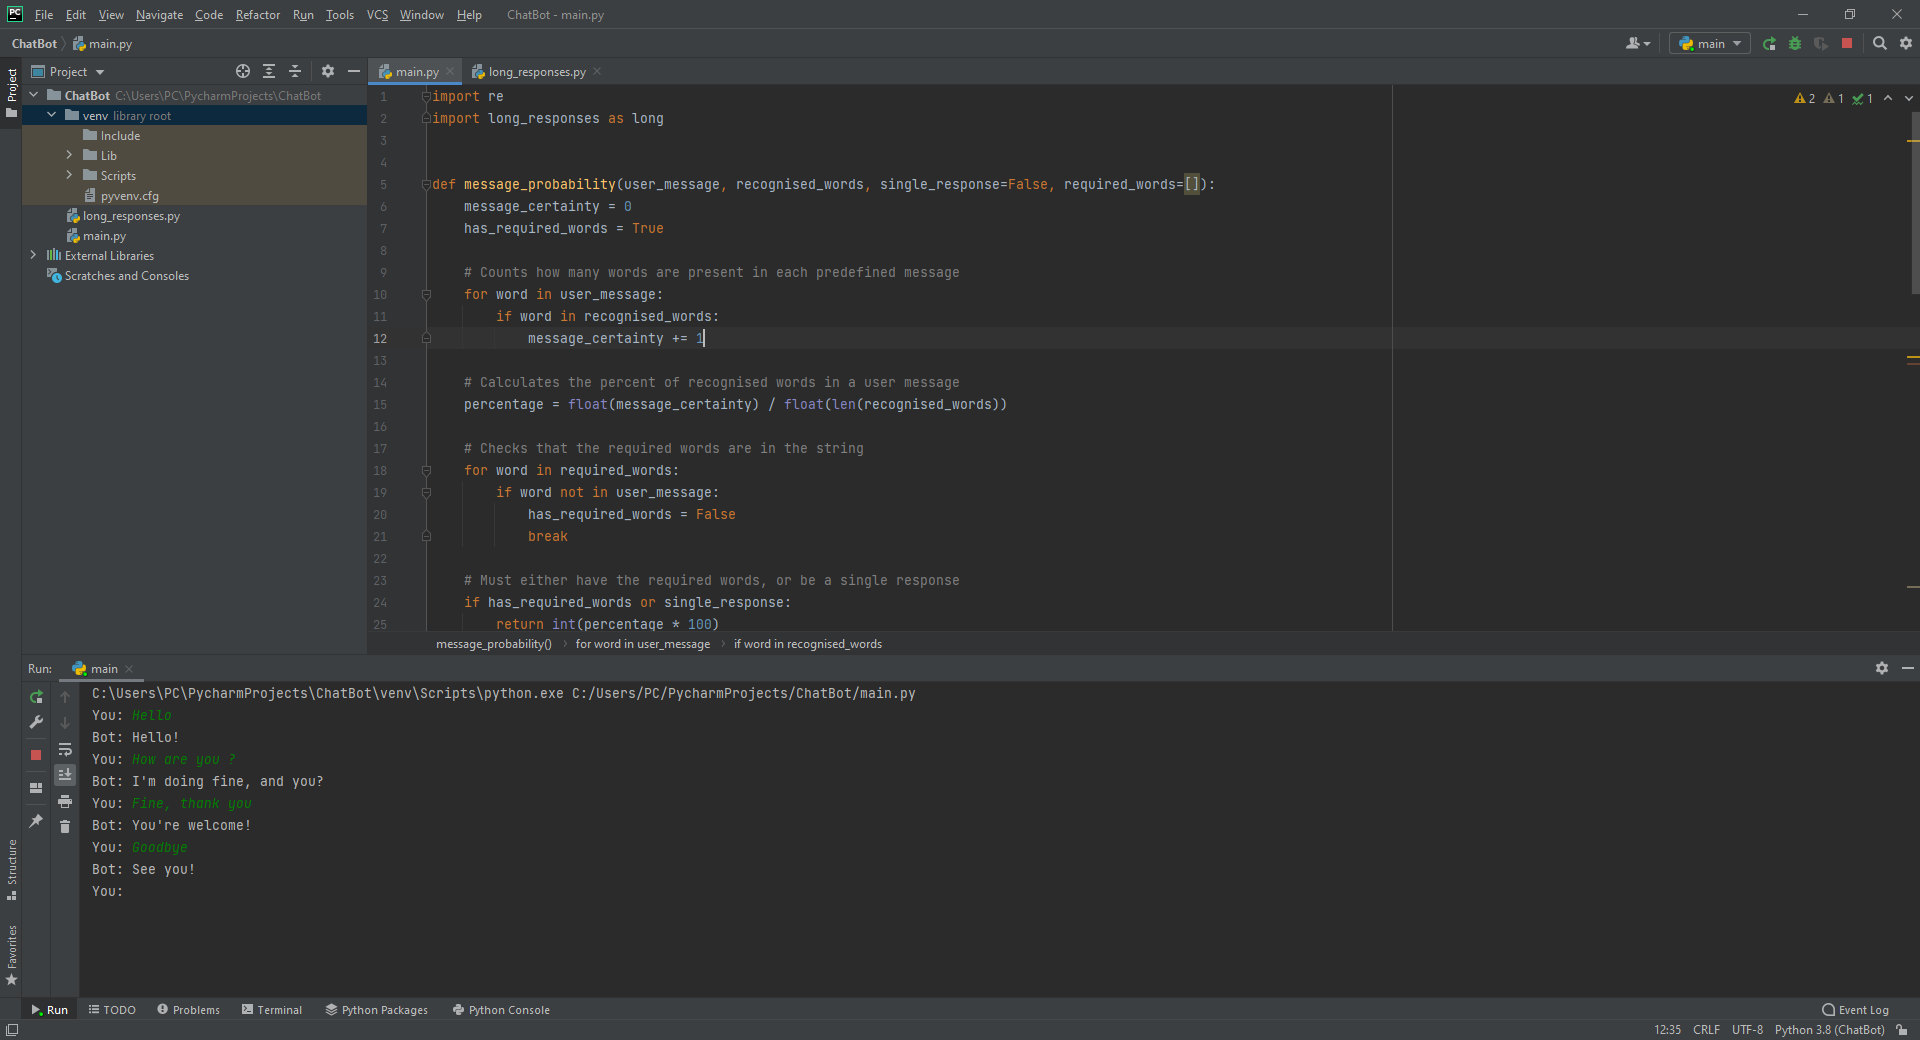 PC File Edit View Navigate Code Refactor Run Tools VCS Window Help ChatBot - main.py
ChatBot main.py main
Project Project main.py long_responses.py
ChatBot C:\Users\PC\PycharmProjects\ChatBot
venv library root
Include
Lib
Scripts
pyvenv.cfg
long_responses.py
main.py
External Libraries
Scratches and Consoles
2 1 1
1 import re
2 import long_responses as long
3
4
5 def message_probability(user_message, recognised_words, single_response=False, required_words=[]):
6 message_certainty = 0
7 has_required_words = True
8
9 # Counts how many words are present in each predefined message
10 for word in user_message:
11 if word in recognised_words:
12 message_certainty += 1
13
14 # Calculates the percent of recognised words in a user message
15 percentage = float(message_certainty) / float(len(recognised_words))
16
17 # Checks that the required words are in the string
18 for word in required_words:
19 if word not in user_message:
20 has_required_words = False
21 break
22
23 # Must either have the required words, or be a single response
24 if has_required_words or single_response:
25 return int(percentage * 100)
message_probability() for word in user_message if word in recognised_words
Run: main
C:\Users\PC\PycharmProjects\ChatBot\venv\Scripts\python.exe C:/Users/PC/PycharmProjects/ChatBot/main.py
You: Hello
Bot: Hello!
You: How are you ?
Bot: I'm doing fine, and you?
You: Fine, thank you
Bot: You're welcome!
You: Goodbye
Bot: See you!
You:
Structure
Favorites
Run TODO Problems Terminal Python Packages Python Console Event Log
12:35 CRLF UTF-8 Python 3.8 (ChatBot)